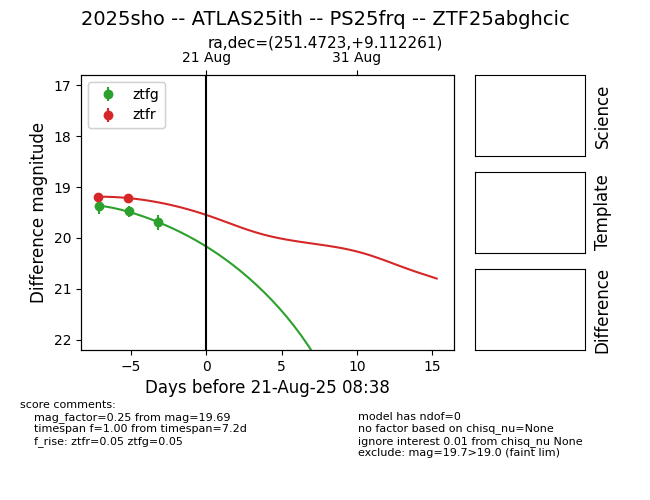 2025sho -- ATLAS25ith -- PS25frq -- ZTF25abghcic
ra,dec=(251.4723,+9.112261)
21 Aug
31 Aug
ztfg
ztfr
17
18
19
20
21
22
Difference magnitude
−5
0
5
10
15
Days before 21-Aug-25 08:38
Science
Template
Difference
score comments:
mag_factor=0.25 from mag=19.69
timespan f=1.00 from timespan=7.2d
f_rise: ztfr=0.05 ztfg=0.05
model has ndof=0
no factor based on chisq_nu=None
ignore interest 0.01 from chisq_nu None
exclude: mag=19.7>19.0 (faint lim)